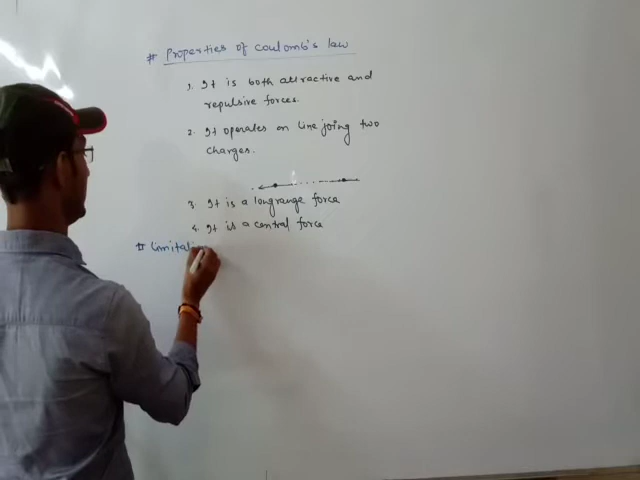 # Properties of Coulomb's law
1. It is both attractive and
repulsive forces.
2. It operates on line joing two
charges.
3. It is a longrange force
4. It is a central force
# Limitation